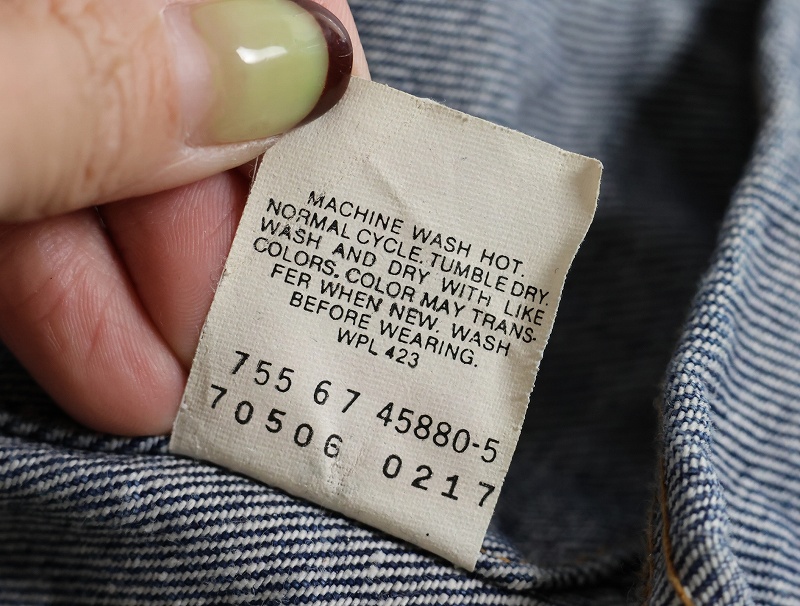 MACHINE WASH HOT.
NORMAL CYCLE. TUMBLE DRY.
WASH AND DRY WITH LIKE
COLORS. COLOR MAY TRANS-
FER WHEN NEW. WASH
BEFORE WEARING.
WPL 423
755 67 45880-5
70506 0217